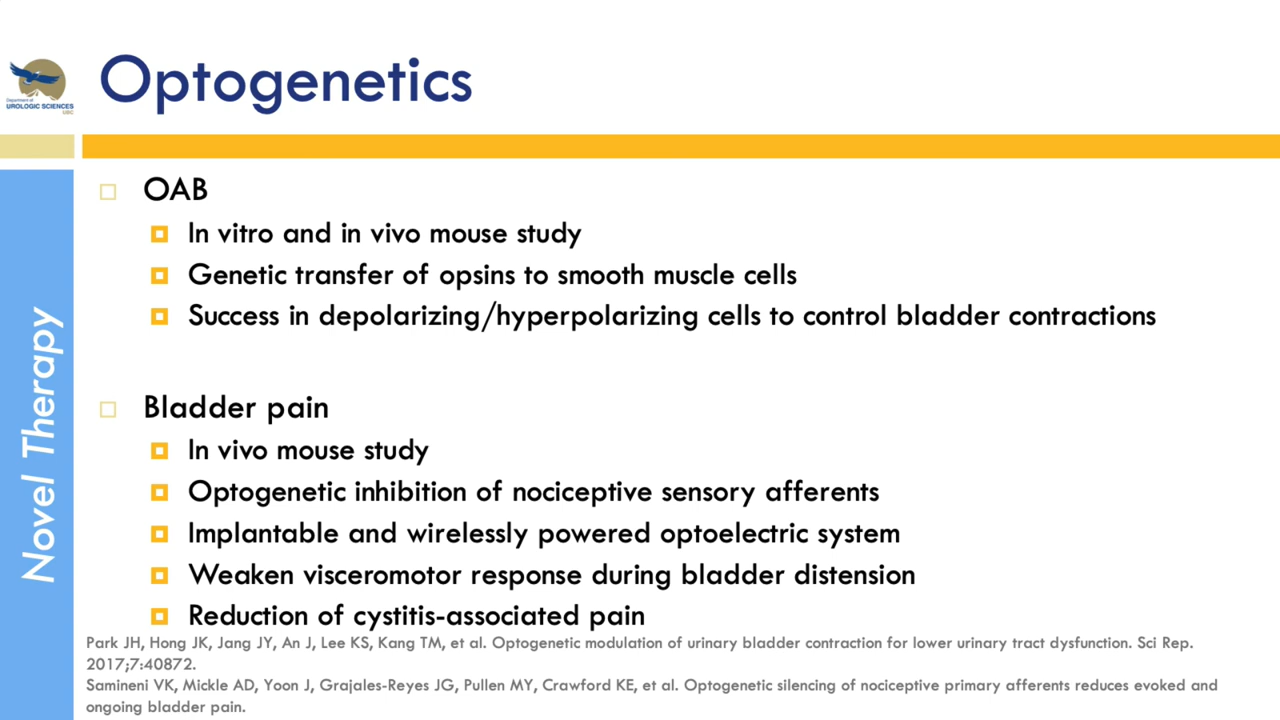 Optogenetics
Department of
UROLOGIC SCIENCES
UBC
Novel Therapy
OAB
In vitro and in vivo mouse study
Genetic transfer of opsins to smooth muscle cells
Success in depolarizing/hyperpolarizing cells to control bladder contractions
Bladder pain
In vivo mouse study
Optogenetic inhibition of nociceptive sensory afferents
Implantable and wirelessly powered optoelectric system
Weaken visceromotor response during bladder distension
Reduction of cystitis-associated pain
Park JH, Hong JK, Jang JY, An J, Lee KS, Kang TM, et al. Optogenetic modulation of urinary bladder contraction for lower urinary tract dysfunction. Sci Rep.
2017;7:40872.
Samineni VK, Mickle AD, Yoon J, Grajales-Reyes JG, Pullen MY, Crawford KE, et al. Optogenetic silencing of nociceptive primary afferents reduces evoked and
ongoing bladder pain.